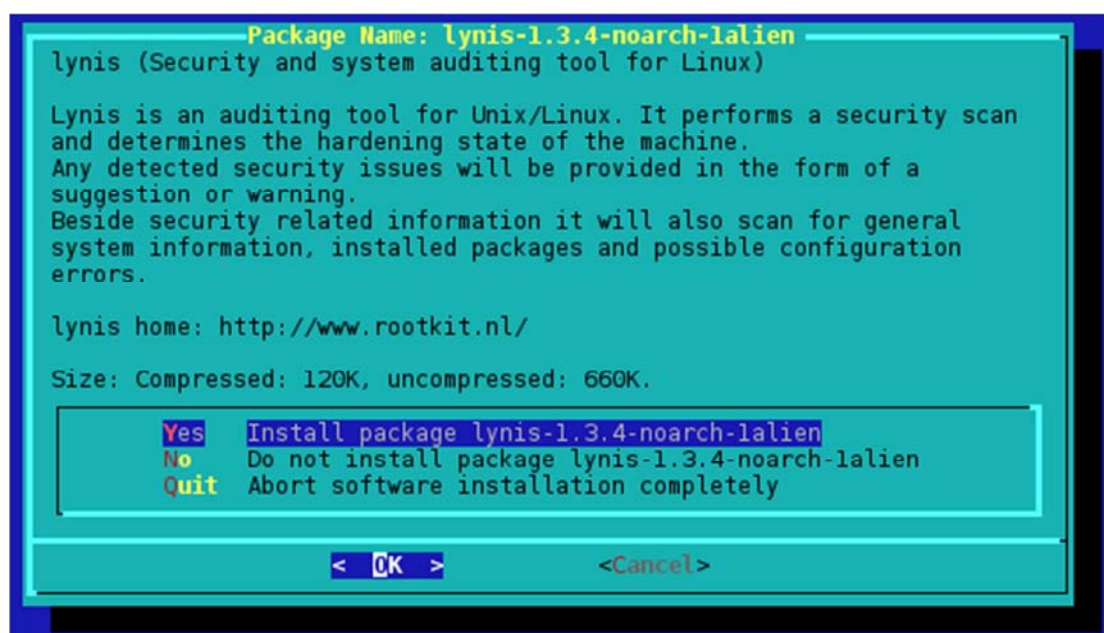 Package Name: lynis-1.3.4-noarch-1alien
lynis (Security and system auditing tool for Linux)
Lynis is an auditing tool for Unix/Linux. It performs a security scan
and determines the hardening state of the machine.
Any detected security issues will be provided in the form of a
suggestion or warning.
Beside security related information it will also scan for general
system information, installed packages and possible configuration
errors.
lynis home: http://www.rootkit.nl/
Size: Compressed: 120K, uncompressed: 660K.
Yes Install package lynis-1.3.4-noarch-1alien
No Do not install package lynis-1.3.4-noarch-1alien
Quit Abort software installation completely
< OK > <Cancel>